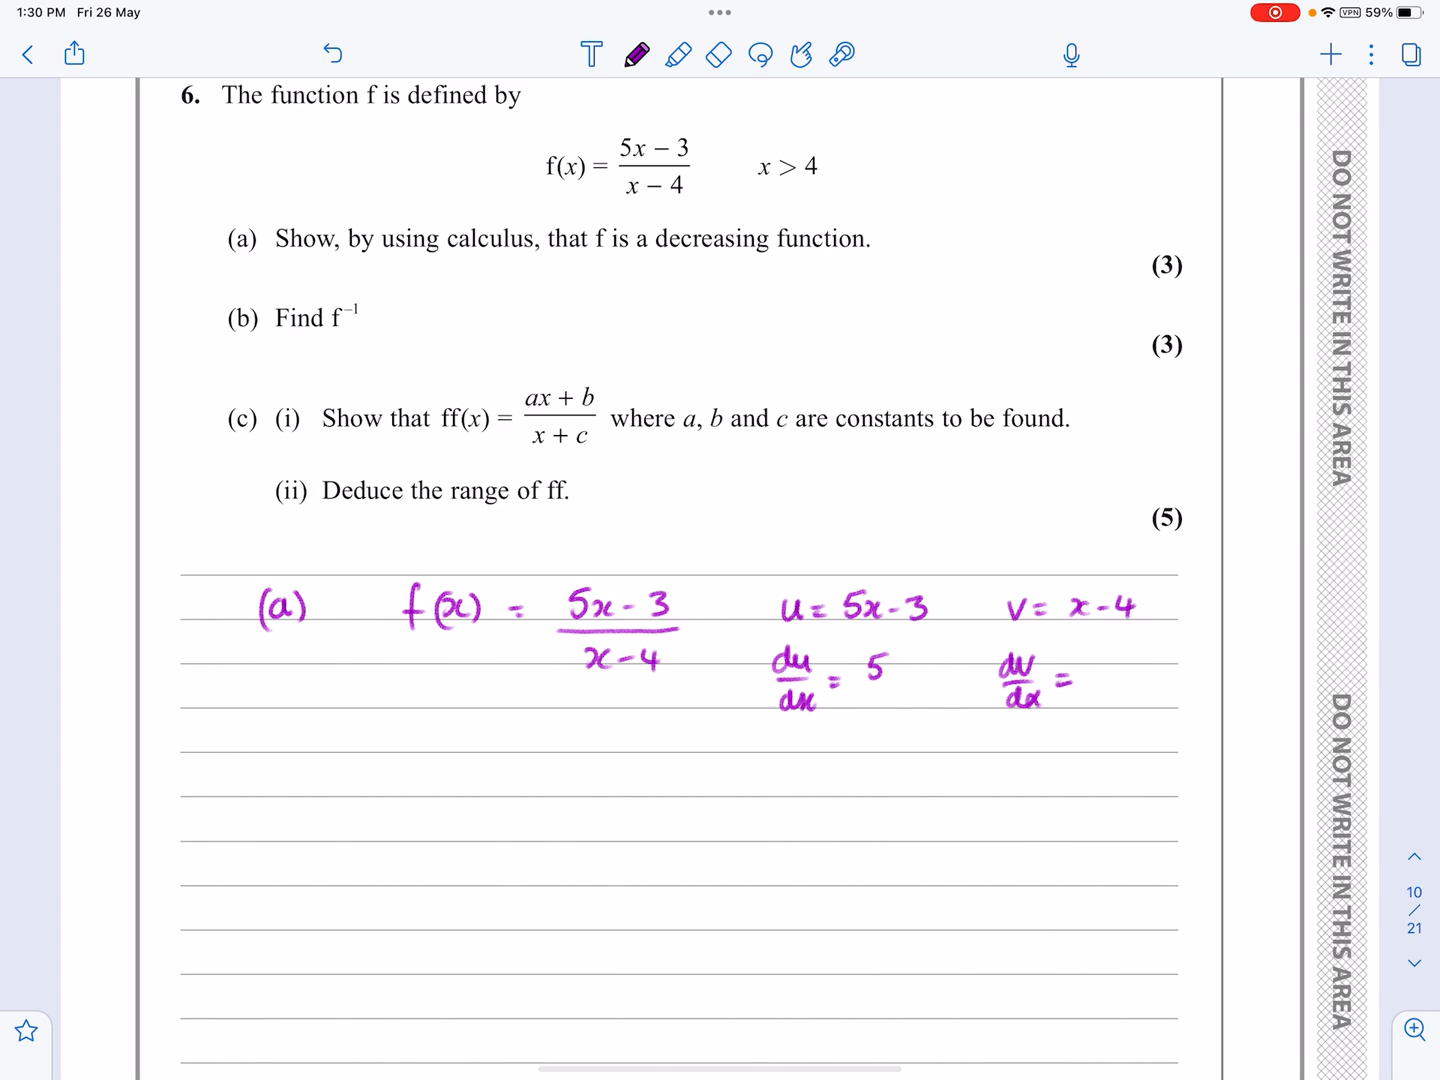 1:30 PM Fri 26 May
VPN 59%
6. The function f is defined by
f(x) = (5x − 3)/(x − 4) x > 4
(a) Show, by using calculus, that f is a decreasing function.
(3)
(b) Find f⁻¹
(3)
(c) (i) Show that ff(x) = (ax + b)/(x + c) where a, b and c are constants to be found.
(ii) Deduce the range of ff.
(5)
(a) f(x) = (5x − 3)/(x − 4) u = 5x − 3 v = x − 4
du/dx = 5 dv/dx =
DO NOT WRITE IN THIS AREA
DO NOT WRITE IN THIS AREA
10
/
21